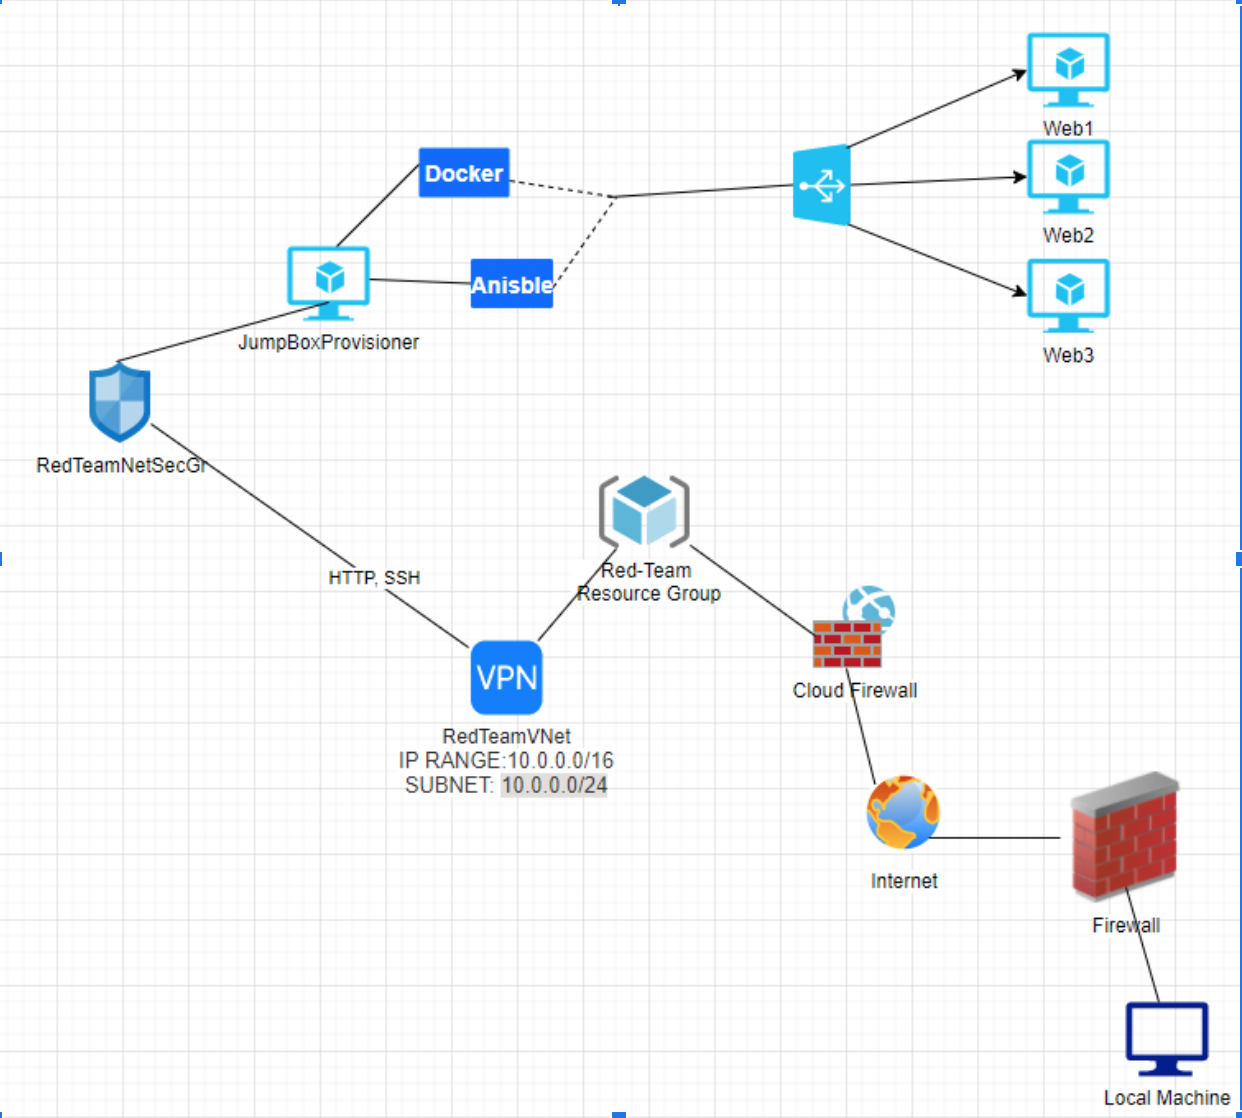 Web1
Docker
Web2
Anisble
JumpBoxProvisioner
Web3
RedTeamNetSecGr
HTTP, SSH
Red-Team
Resource Group
VPN
Cloud Firewall
RedTeamVNet
IP RANGE:10.0.0.0/16
SUBNET: 10.0.0.0/24
Internet
Firewall
Local Machine